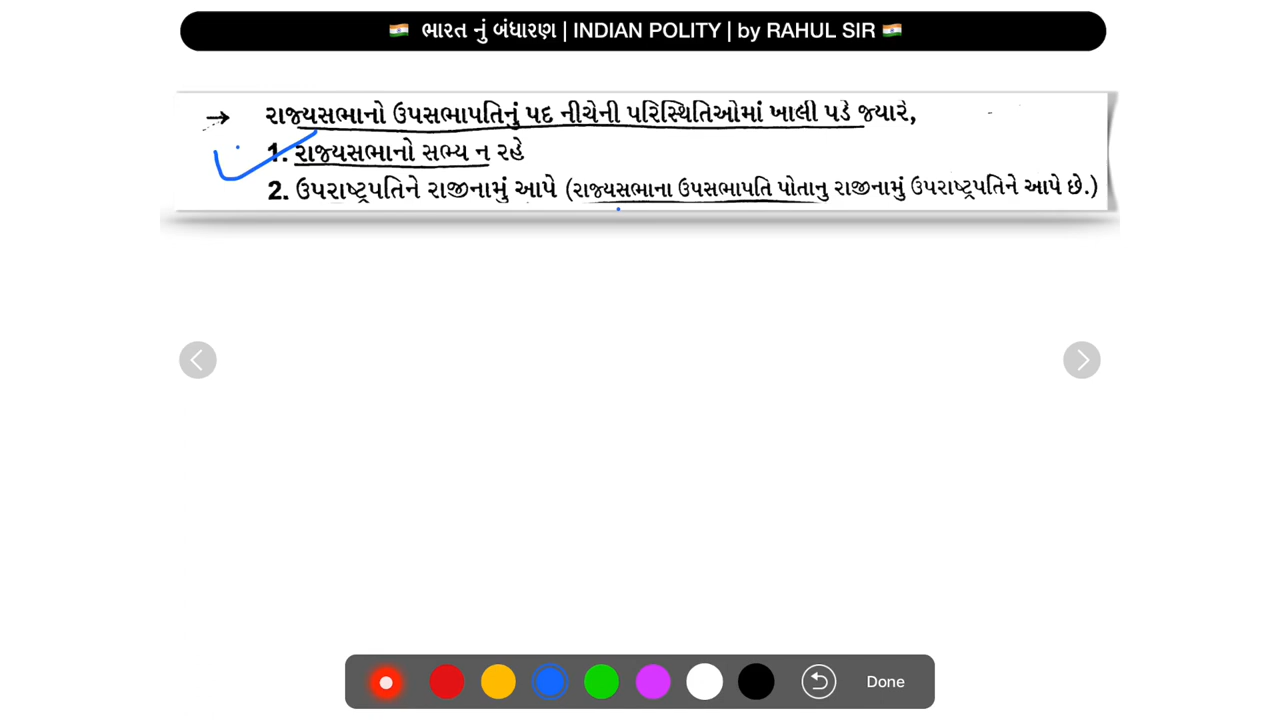 🇮🇳 ભારત નું બંધારણ | INDIAN POLITY | by RAHUL SIR 🇮🇳
→ રાજ્યસભાનો ઉપસભાપતિનું પદ નીચેની પરિસ્થિતિઓમાં ખાલી પડે જ્યારે,
1. રાજ્યસભાનો સભ્ય ન રહે
2. ઉપરાષ્ટ્રપતિને રાજીનામું આપે (રાજ્યસભાના ઉપસભાપતિ પોતાનુ રાજીનામું ઉપરાષ્ટ્રપતિને આપે છે.)
Done